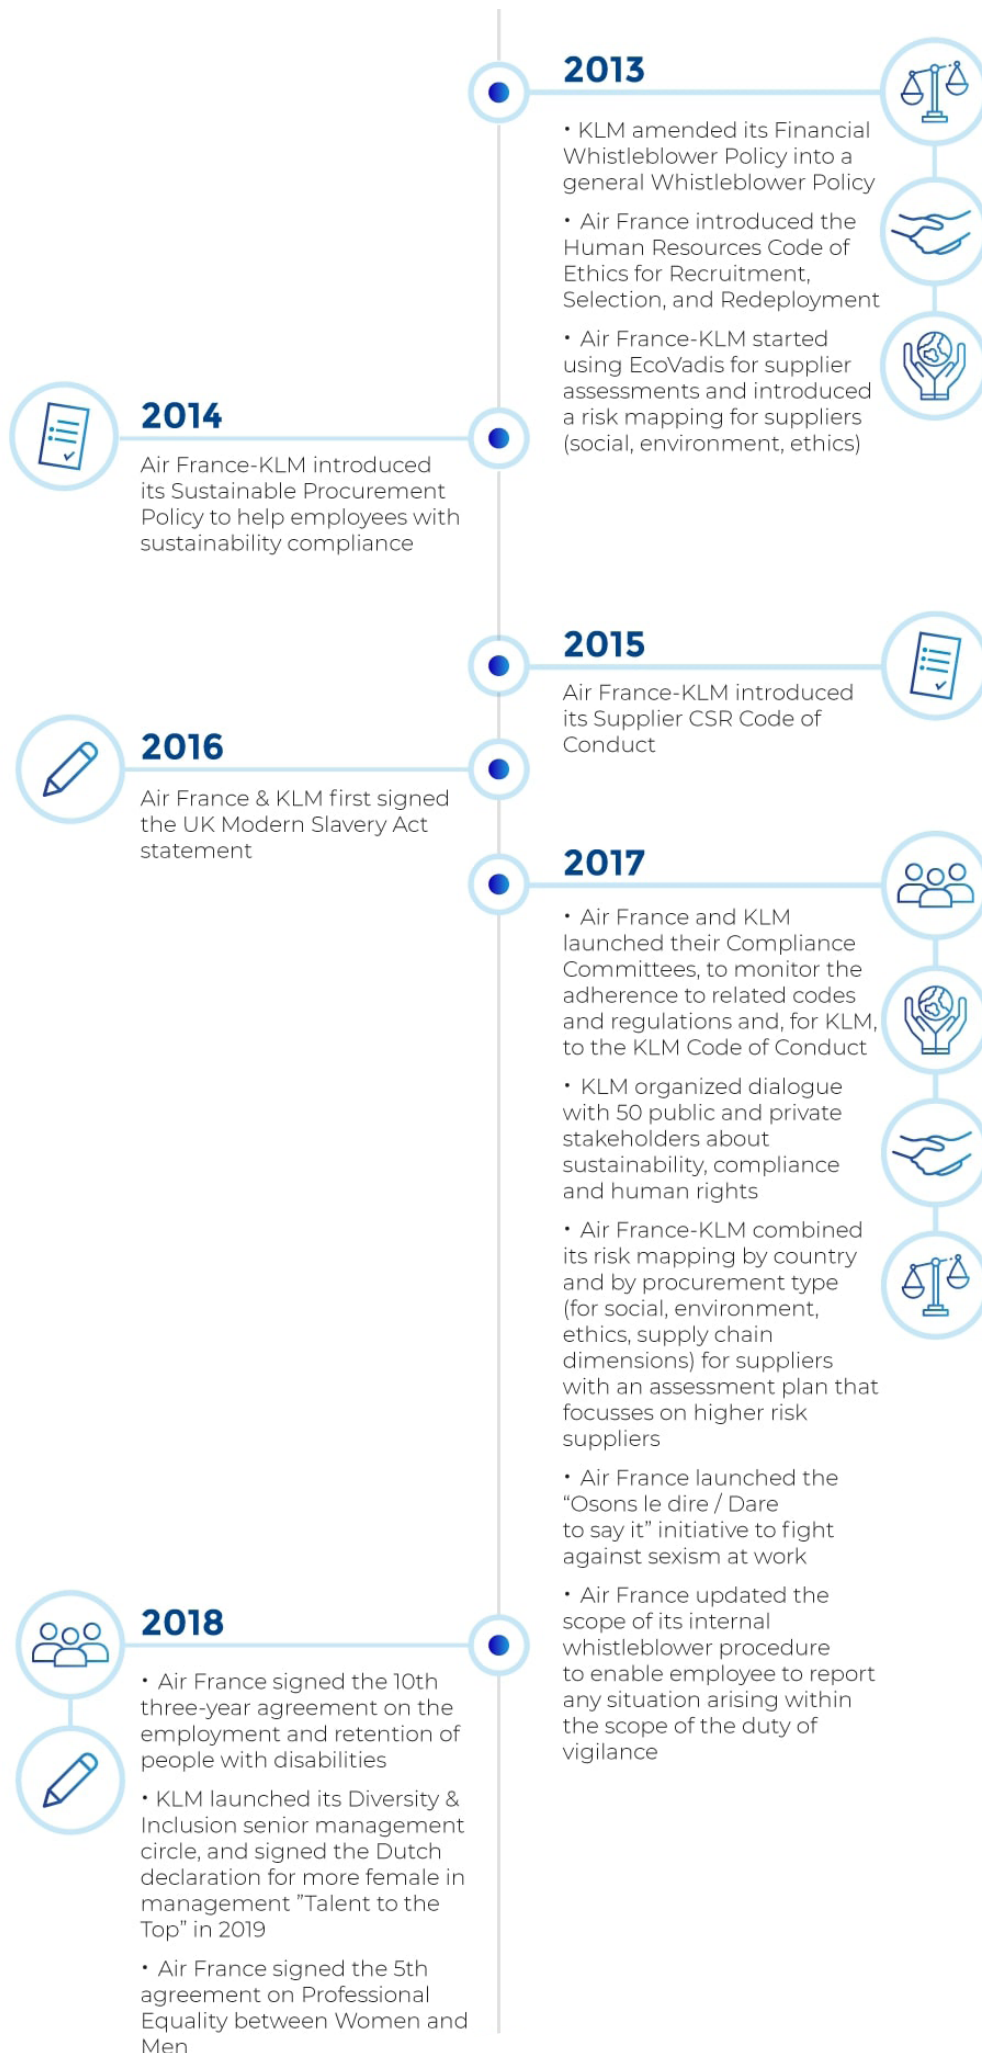 2013
• KLM amended its Financial
Whistleblower Policy into a
general Whistleblower Policy
• Air France introduced the
Human Resources Code of
Ethics for Recruitment,
Selection, and Redeployment
• Air France-KLM started
using EcoVadis for supplier
assessments and introduced
a risk mapping for suppliers
(social, environment, ethics)
2014
Air France-KLM introduced
its Sustainable Procurement
Policy to help employees with
sustainability compliance
2015
Air France-KLM introduced
its Supplier CSR Code of
Conduct
2016
Air France & KLM first signed
the UK Modern Slavery Act
statement
2017
• Air France and KLM
launched their Compliance
Committees, to monitor the
adherence to related codes
and regulations and, for KLM,
to the KLM Code of Conduct
• KLM organized dialogue
with 50 public and private
stakeholders about
sustainability, compliance
and human rights
• Air France-KLM combined
its risk mapping by country
and by procurement type
(for social, environment,
ethics, supply chain
dimensions) for suppliers
with an assessment plan that
focusses on higher risk
suppliers
• Air France launched the
“Osons le dire / Dare
to say it” initiative to fight
against sexism at work
• Air France updated the
scope of its internal
whistleblower procedure
to enable employee to report
any situation arising within
the scope of the duty of
vigilance
2018
• Air France signed the 10th
three-year agreement on the
employment and retention of
people with disabilities
• KLM launched its Diversity &
Inclusion senior management
circle, and signed the Dutch
declaration for more female in
management ”Talent to the
Top” in 2019
• Air France signed the 5th
agreement on Professional
Equality between Women and
Men